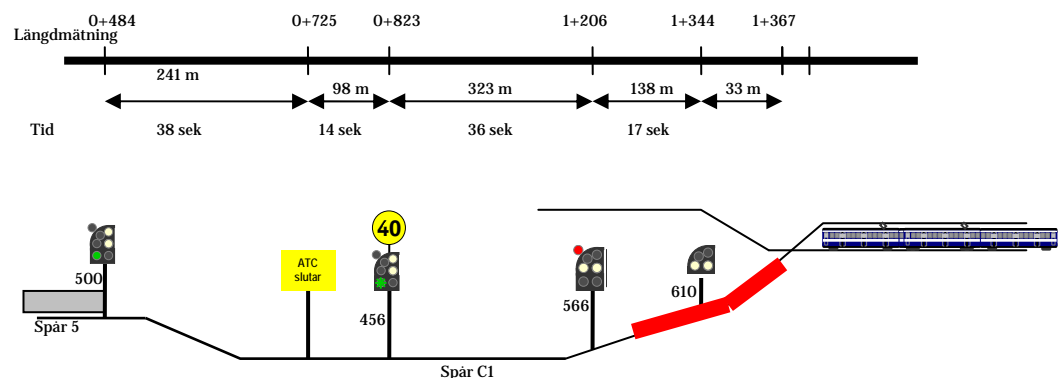 0+484 0+725 0+823 1+206 1+344 1+367
Längdmätning
241 m 98 m 323 m 138 m 33 m
Tid 38 sek 14 sek 36 sek 17 sek
40
ATC
slutar
500 456 566 610
Spår 5
Spår C1